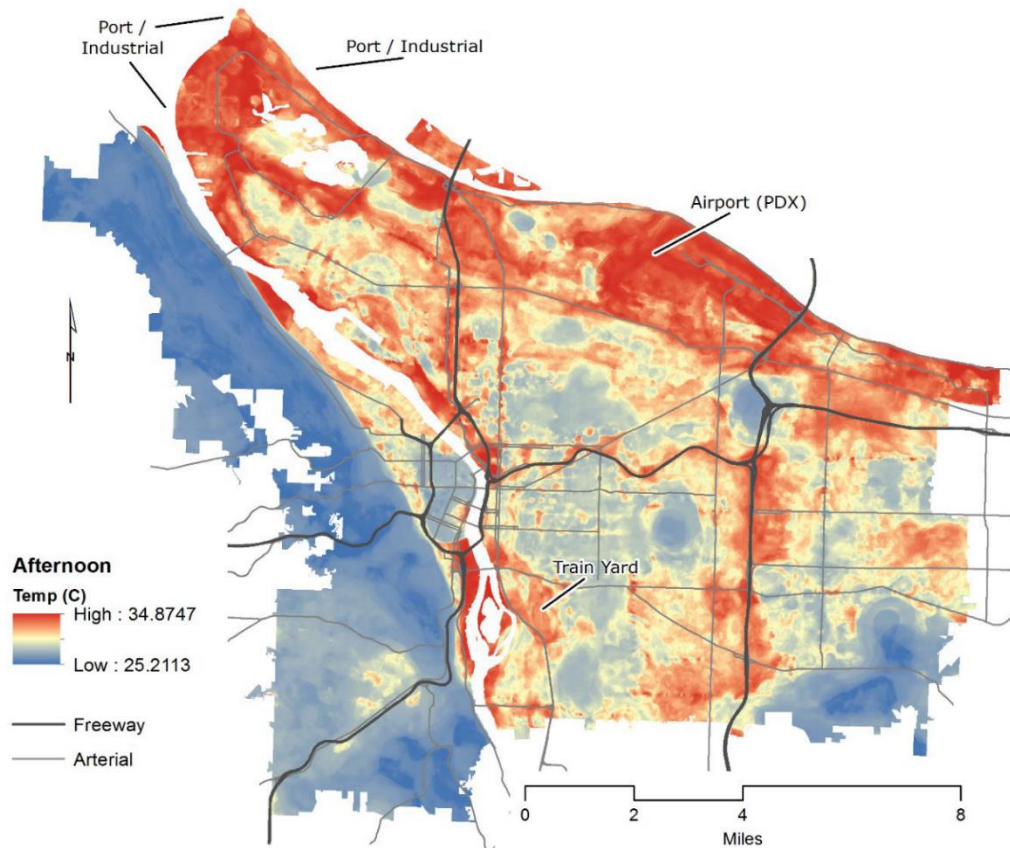 Port /
Industrial
Port / Industrial
Airport (PDX)
N
Train Yard
Afternoon
Temp (C)
High : 34.8747
Low : 25.2113
Freeway
Arterial
0 2 4 8
Miles